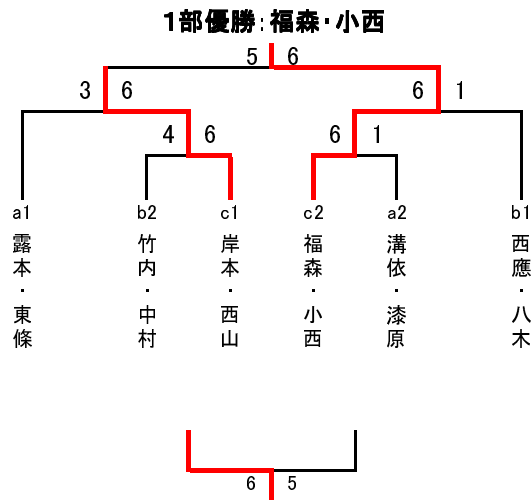 1部優勝:福森・小西
5 6
3 6 6 1
4 6 6 1
a1 b2 c1 c2 a2 b1
露本・東條
竹内・中村
岸本・西山
福森・小西
溝依・漆原
西應・八木
6 5